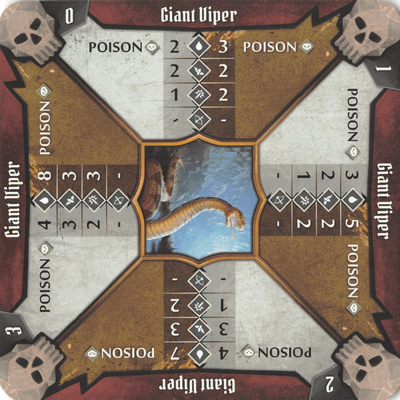 0
Giant Viper
POISON 2 3 POISON
2 2
1 2
- -
1
Giant Viper
POISON 3 5 POISON
2 2
1 2
- -
2
Giant Viper
POISON 4 7 POISON
3 3
1 2
- -
3
Giant Viper
POISON 4 8 POISON
3 3
2 3
- -